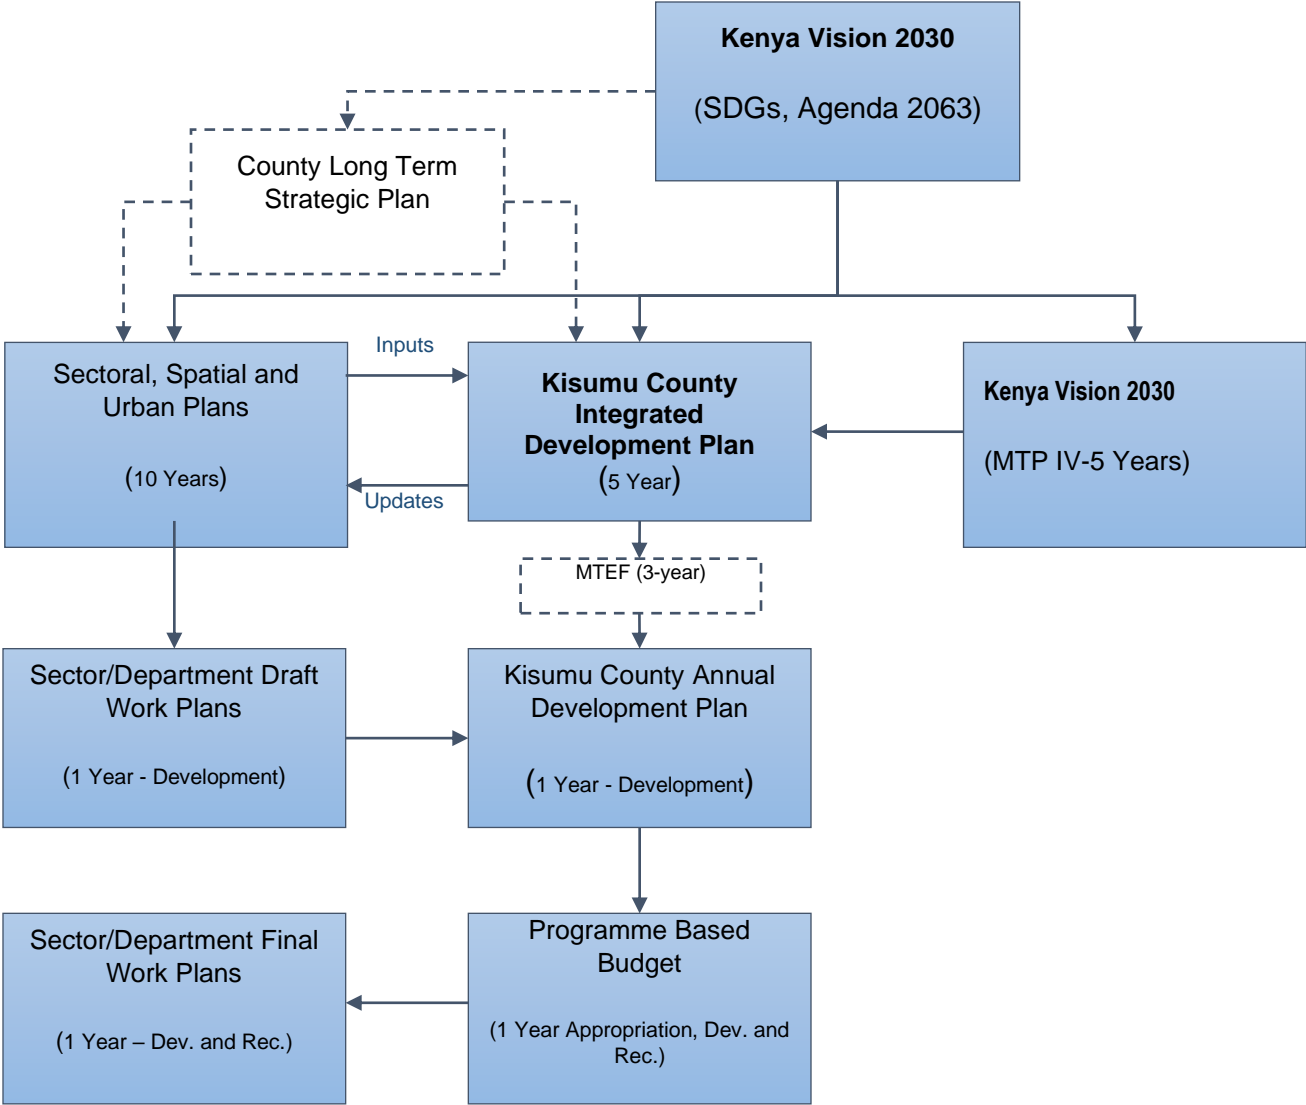 Kenya Vision 2030
(SDGs, Agenda 2063)
County Long Term
Strategic Plan
Sectoral, Spatial and
Urban Plans
(10 Years)
Inputs
Updates
Kisumu County
Integrated
Development Plan
(5 Year)
Kenya Vision 2030
(MTP IV-5 Years)
MTEF (3-year)
Sector/Department Draft
Work Plans
(1 Year - Development)
Kisumu County Annual
Development Plan
(1 Year - Development)
Sector/Department Final
Work Plans
(1 Year – Dev. and Rec.)
Programme Based
Budget
(1 Year Appropriation, Dev. and
Rec.)